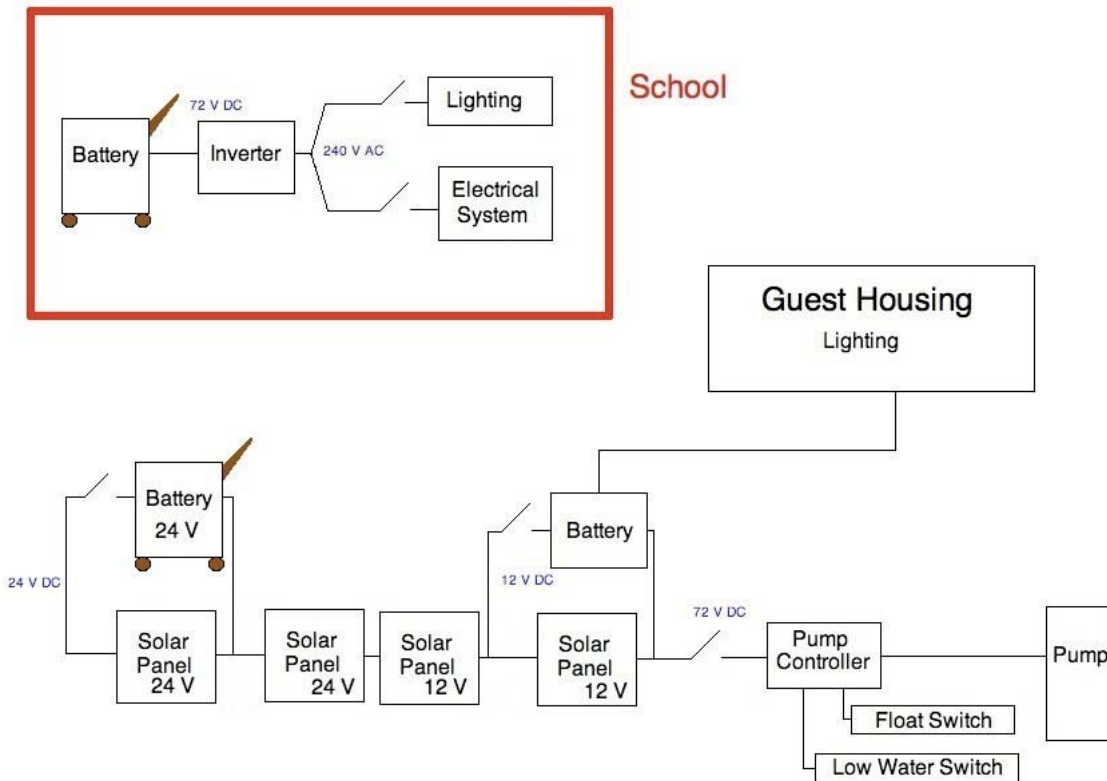 School
72 V DC
Lighting
Battery
Inverter
240 V AC
Electrical
System
Guest Housing
Lighting
Battery
24 V
Battery
24 V DC
12 V DC
72 V DC
Solar
Panel
24 V
Solar
Panel
24 V
Solar
Panel
12 V
Solar
Panel
12 V
Pump
Controller
Pump
Float Switch
Low Water Switch